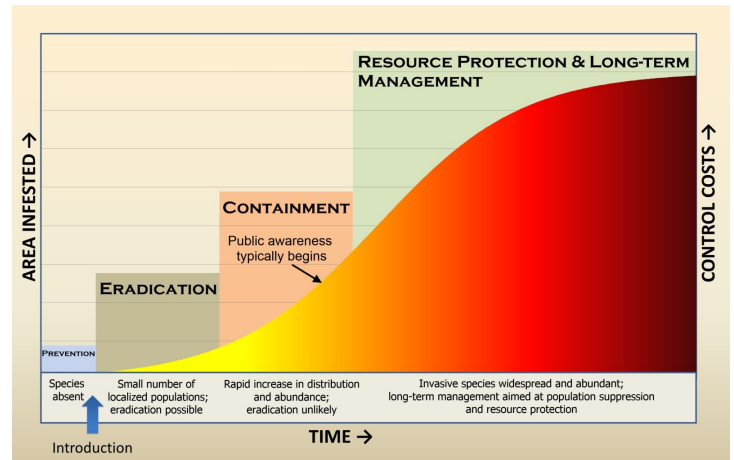 RESOURCE PROTECTION & LONG-TERM
MANAGEMENT
AREA INFESTED →
CONTROL COSTS →
CONTAINMENT
Public awareness
typically begins
ERADICATION
PREVENTION
Species
absent
Small number of
localized populations;
eradication possible
Rapid increase in distribution
and abundance;
eradication unlikely
Invasive species widespread and abundant;
long-term management aimed at population suppression
and resource protection
Introduction
TIME →